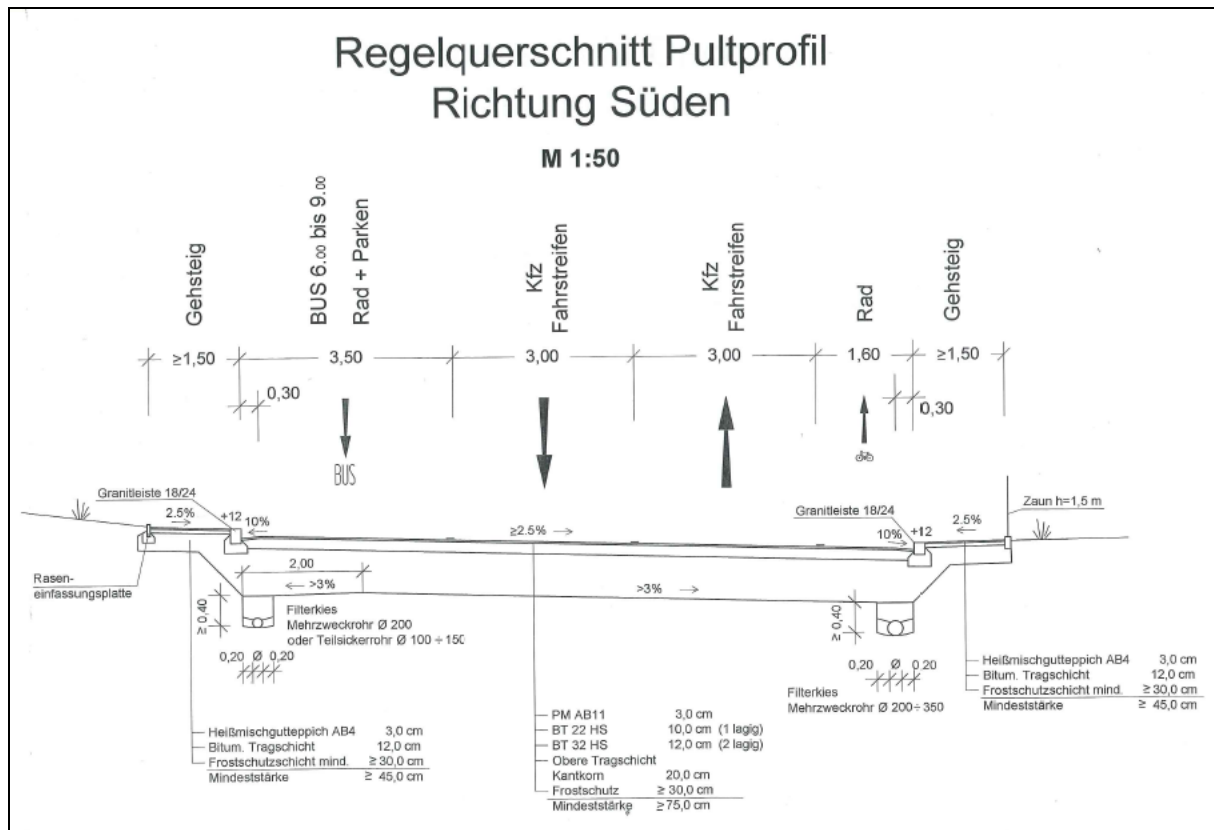 Regelquerschnitt Pultprofil
Richtung Süden
M 1:50
Gehsteig
BUS 6.00 bis 9.00
Rad + Parken
Kfz
Fahrstreifen
Kfz
Fahrstreifen
Rad
Gehsteig
≥1,50
3,50
3,00
3,00
1,60
≥1,50
0,30
0,30
BUS
Granitleiste 18/24
2.5%
+12
10%
≥2.5%
Granitleiste 18/24
10%
+12
2.5%
Zaun h=1,5 m
Rasen-
einfassungsplatte
2,00
>3%
>3%
≥ 0,40
≥ 0,40
Filterkies
Mehrzweckrohr Ø 200
oder Teilsickerrohr Ø 100 ÷ 150
0,20 Ø 0,20
0,20 Ø 0,20
Filterkies
Mehrzweckrohr Ø 200÷350
Heißmischgutteppich AB4 3,0 cm
Bitum. Tragschicht 12,0 cm
Frostschutzschicht mind. ≥ 30,0 cm
Mindeststärke ≥ 45,0 cm
Heißmischgutteppich AB4 3,0 cm
Bitum. Tragschicht 12,0 cm
Frostschutzschicht mind. ≥ 30,0 cm
Mindeststärke ≥ 45,0 cm
PM AB11 3,0 cm
BT 22 HS 10,0 cm (1 lagig)
BT 32 HS 12,0 cm (2 lagig)
Obere Tragschicht
Kantkorn 20,0 cm
Frostschutz ≥ 30,0 cm
Mindeststärke ≥75,0 cm